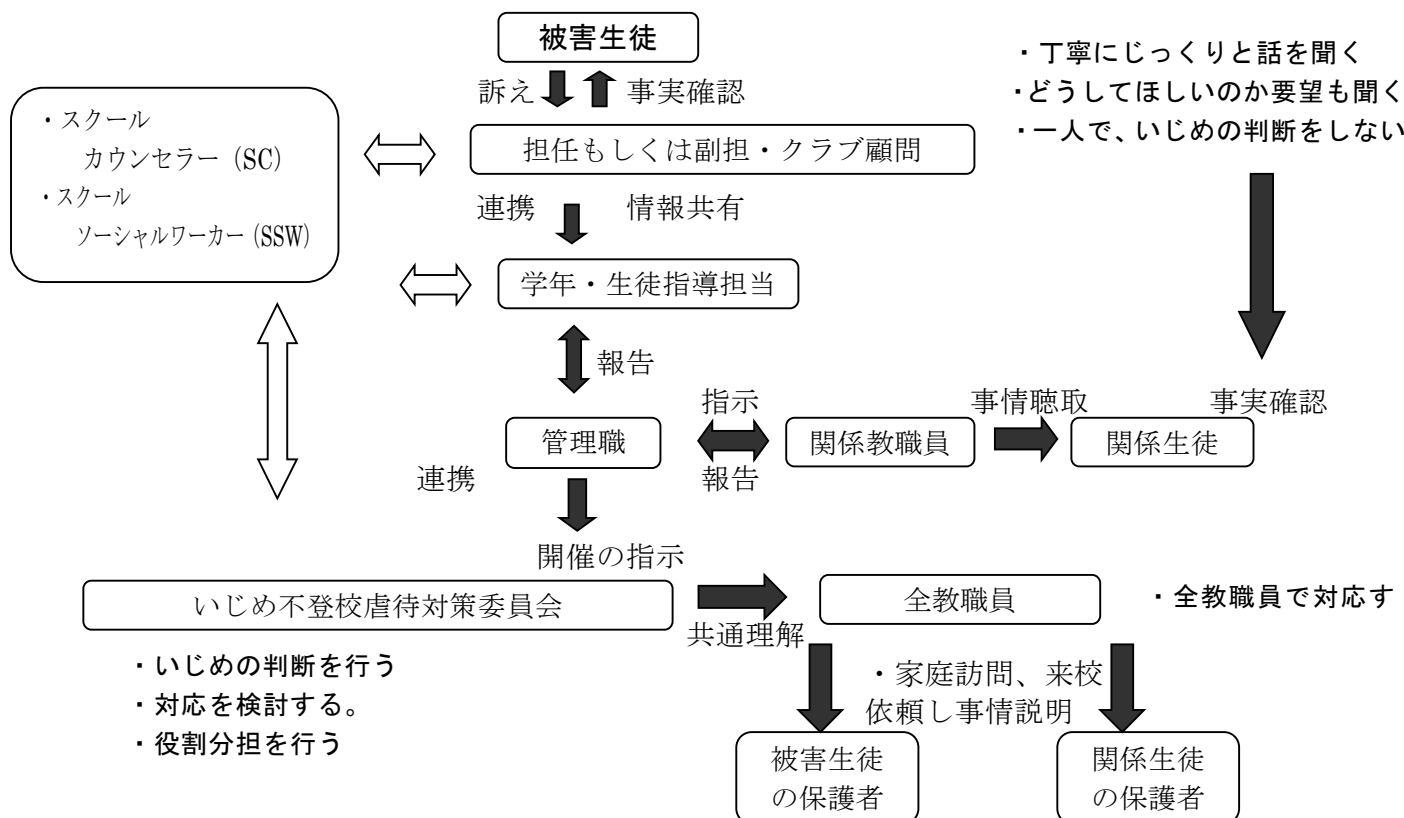 被害生徒
訴え
事実確認
・丁寧にじっくりと話を聞く
・どうしてほしいのか要望も聞く
・一人で、いじめの判断をしない
・スクール
カウンセラー（SC）
・スクール
ソーシャルワーカー（SSW）
担任もしくは副担・クラブ顧問
連携
情報共有
学年・生徒指導担当
報告
指示
事情聴取
事実確認
管理職
関係教職員
関係生徒
連携
報告
開催の指示
いじめ不登校虐待対策委員会
全教職員
・全教職員で対応す
共通理解
・いじめの判断を行う
・対応を検討する。
・役割分担を行う
・家庭訪問、来校
依頼し事情説明
被害生徒
の保護者
関係生徒
の保護者